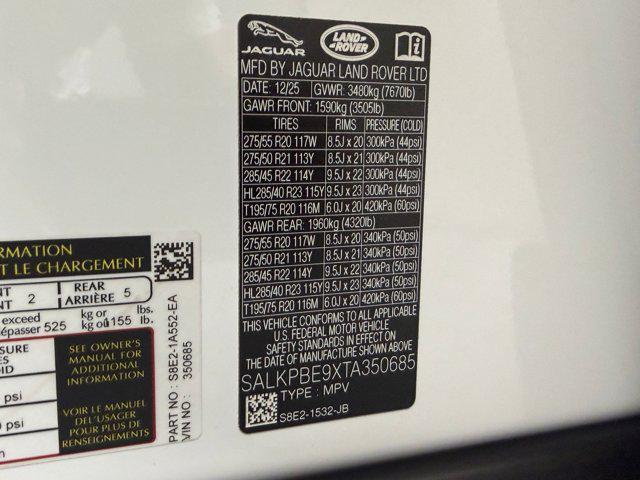 JAGUAR
LAND ROVER
MFD BY JAGUAR LAND ROVER LTD
DATE: 12/25 GVWR: 3480kg (7670lb)
GAWR FRONT: 1590kg (3505lb)
TIRES RIMS PRESSURE (COLD)
275/55 R20 117W 8.5J x 20 300kPa (44psi)
275/50 R21 113Y 8.5J x 21 300kPa (44psi)
285/45 R22 114Y 9.5J x 22 300kPa (44psi)
HL285/40 R23 115Y 9.5J x 23 300kPa (44psi)
T195/75 R20 116M 6.0J x 20 420kPa (60psi)
GAWR REAR: 1960kg (4320lb)
275/55 R20 117W 8.5J x 20 340kPa (50psi)
275/50 R21 113Y 8.5J x 21 340kPa (50psi)
285/45 R22 114Y 9.5J x 22 340kPa (50psi)
HL285/40 R23 115Y 9.5J x 23 340kPa (50psi)
T195/75 R20 116M 6.0J x 20 420kPa (60psi)
THIS VEHICLE CONFORMS TO ALL APPLICABLE
U.S. FEDERAL MOTOR VEHICLE
SAFETY STANDARDS IN EFFECT ON THE
DATE OF MANUFACTURE SHOWN ABOVE
SALKPBE9XTA350685
TYPE : MPV
S8E2-1532-JB
RMATION
T LE CHARGEMENT
NT 2 REAR 5
NT ARRIÈRE
exceed kg or lbs.
dépasser 525 kg où 1155 lb.
SURE
ES
OID
psi
psi
SEE OWNER'S
MANUAL FOR
ADDITIONAL
INFORMATION
VOIR LE MANUEL
DE L'USAGER
POUR PLUS DE
RENSEIGNEMENTS
PART NO : S8E2-1A552-EA
VIN NO : 350685